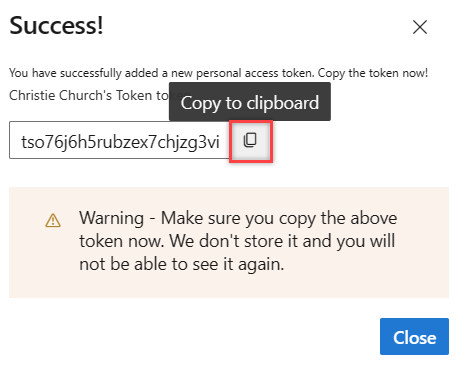 Success!
You have successfully added a new personal access token. Copy the token now!
Christie Church's Token
Copy to clipboard
tso76j6h5rubzex7chjzg3vi
Warning - Make sure you copy the above
token now. We don't store it and you will
not be able to see it again.
Close